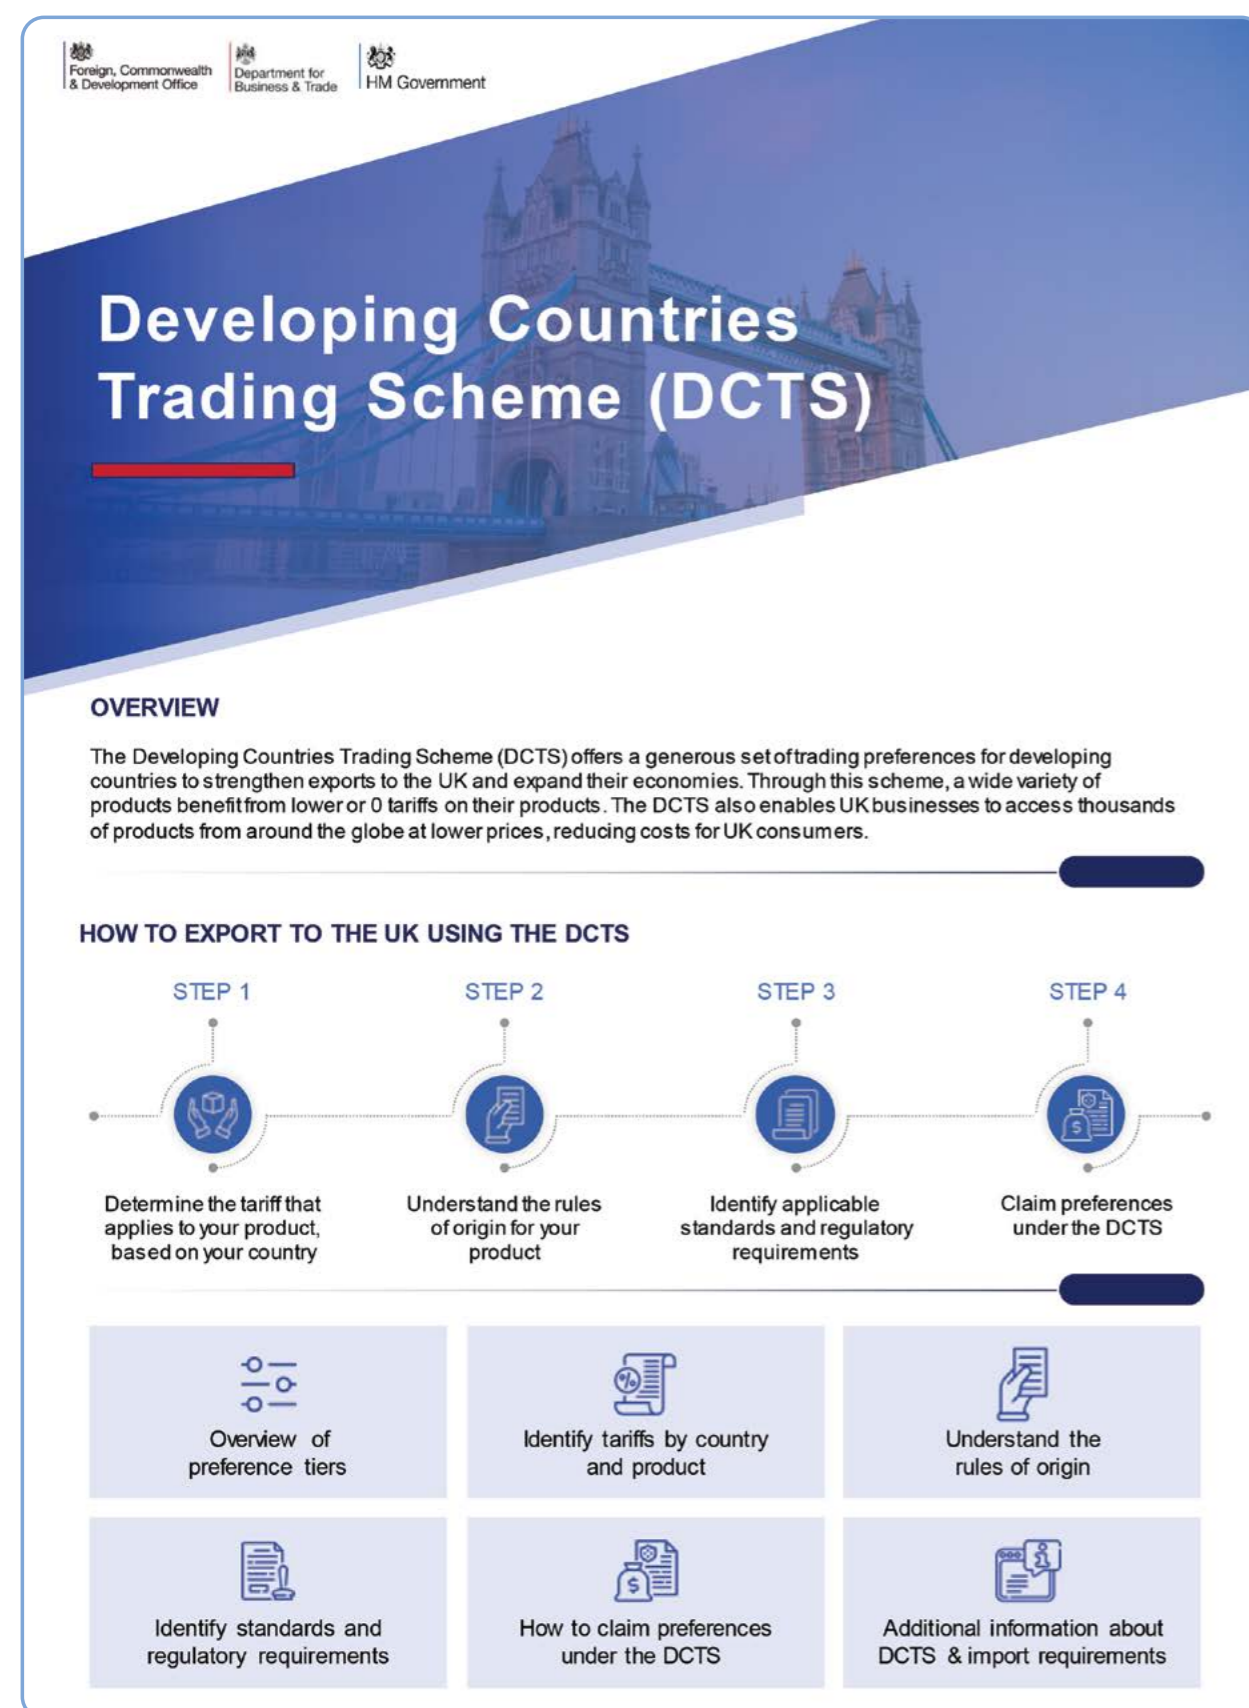 Foreign, Commonwealth
& Development Office
Department for
Business & Trade
HM Government
Developing Countries
Trading Scheme (DCTS)
OVERVIEW
The Developing Countries Trading Scheme (DCTS) offers a generous set of trading preferences for developing
countries to strengthen exports to the UK and expand their economies. Through this scheme, a wide variety of
products benefit from lower or 0 tariffs on their products. The DCTS also enables UK businesses to access thousands
of products from around the globe at lower prices, reducing costs for UK consumers.
HOW TO EXPORT TO THE UK USING THE DCTS
STEP 1
Determine the tariff that
applies to your product,
based on your country
STEP 2
Understand the rules
of origin for your
product
STEP 3
Identify applicable
standards and regulatory
requirements
STEP 4
Claim preferences
under the DCTS
Overview of
preference tiers
Identify tariffs by country
and product
Understand the
rules of origin
Identify standards and
regulatory requirements
How to claim preferences
under the DCTS
Additional information about
DCTS & import requirements